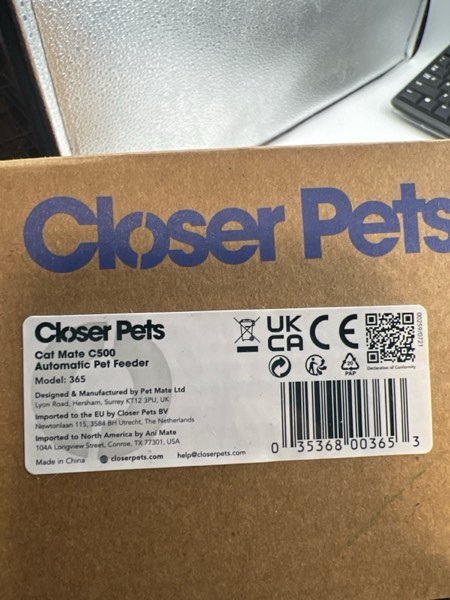 Closer Pets
Closer Pets
Cat Mate C500
Automatic Pet Feeder
Model: 365
Designed & Manufactured by Pet Mate Ltd
Lyon Road, Hersham, Surrey KT12 3PU, UK
Imported to the EU by Closer Pets BV
Newtonlaan 115, 3584 BH Utrecht, The Netherlands
Imported to North America by Ani Mate
104A Longview Street, Conroe, TX 77301, USA
Made in China
closerpets.com
help@closerpets.com
UK
CA
CE
Declaration of Conformity
PAP
0 35368 00365 3